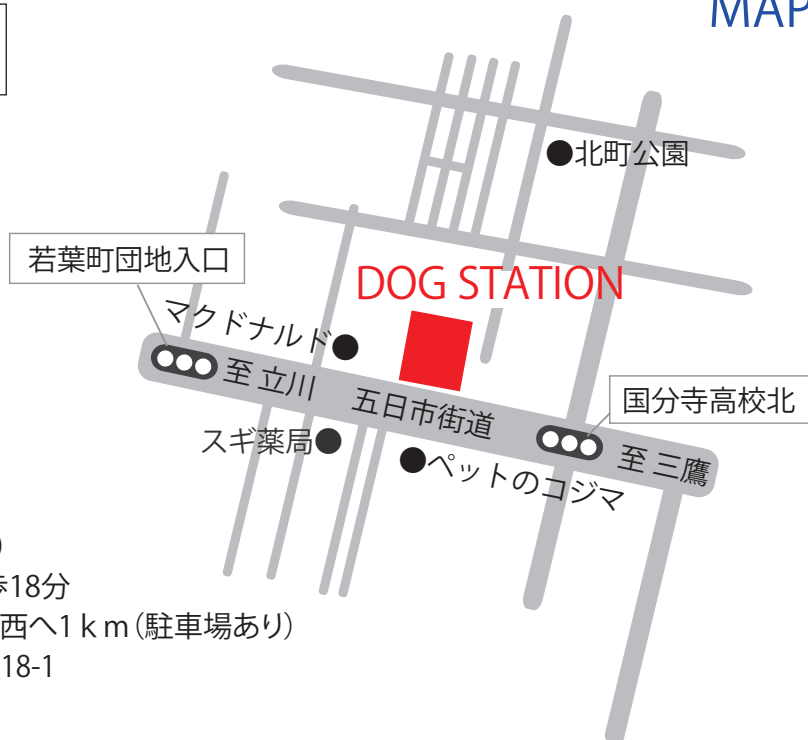 MAP
北町公園
若葉町団地入口
DOG STATION
マクドナルド
至 立川
五日市街道
国分寺高校北
スギ薬局
ペットのコジマ
至 三鷹
)
歩18分
西へ1ｋｍ(駐車場あり)
18-1